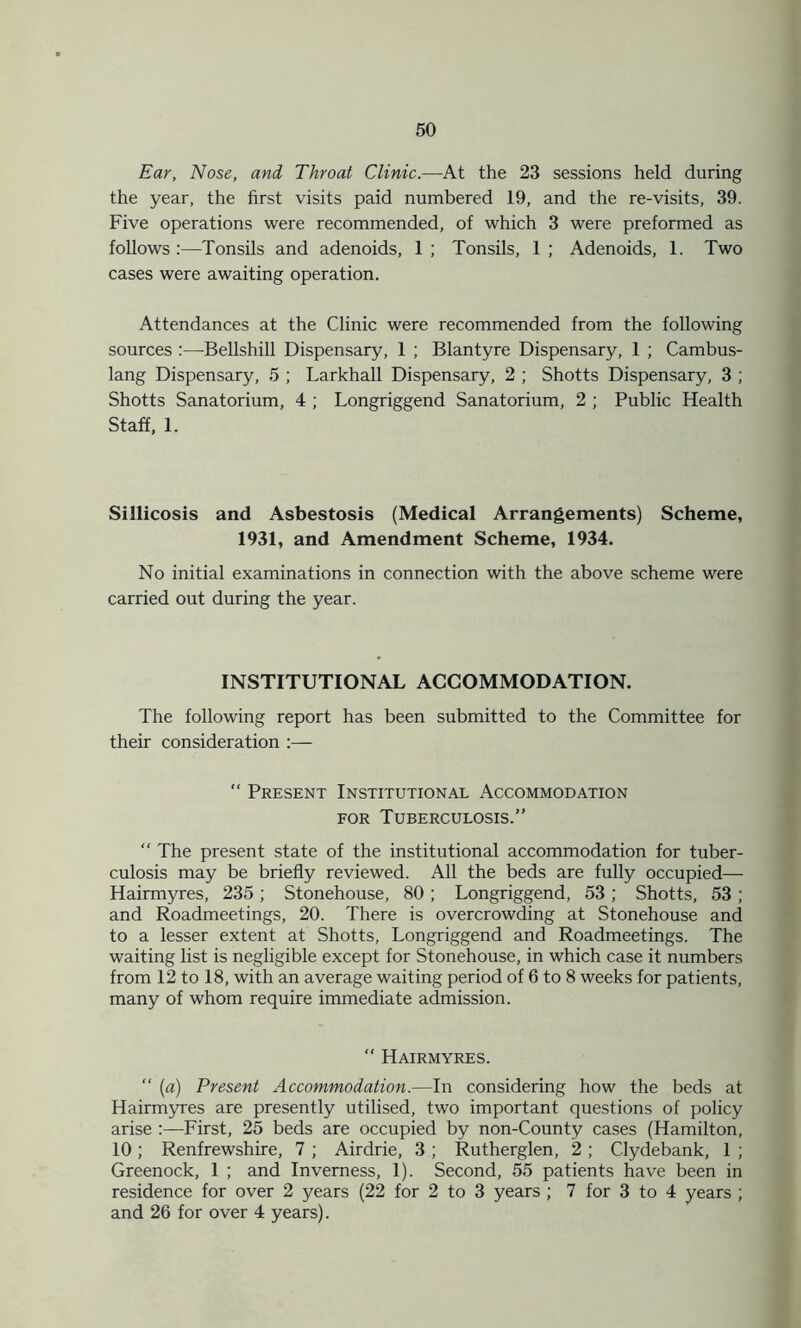 50
Ear, Nose, and Throat Clinic.—At the 23 sessions held during
the year, the first visits paid numbered 19, and the re-visits, 39.
Five operations were recommended, of which 3 were preformed as
follows :—Tonsils and adenoids, 1 ; Tonsils, 1 ; Adenoids, 1. Two
cases were awaiting operation.
Attendances at the Clinic were recommended from the following
sources :—Bellshill Dispensary, 1 ; Blantyre Dispensary, 1 ; Cambus-
lang Dispensary, 5 ; Larkhall Dispensary, 2 ; Shotts Dispensary, 3 ;
Shotts Sanatorium, 4 ; Longriggend Sanatorium, 2 ; Public Health
Staff, 1.
Sillicosis and Asbestosis (Medical Arrangements) Scheme,
1931, and Amendment Scheme, 1934.
No initial examinations in connection with the above scheme were
carried out during the year.
INSTITUTIONAL ACCOMMODATION.
The following report has been submitted to the Committee for
their consideration :—
“ Present Institutional Accommodation
for Tuberculosis.”
“ The present state of the institutional accommodation for tuber-
culosis may be briefly reviewed. All the beds are fully occupied—
Hairmyres, 235 ; Stonehouse, 80 ; Longriggend, 53 ; Shotts, 53 ;
and Roadmeetings, 20. There is overcrowding at Stonehouse and
to a lesser extent at Shotts, Longriggend and Roadmeetings. The
waiting list is negligible except for Stonehouse, in which case it numbers
from 12 to 18, with an average waiting period of 6 to 8 weeks for patients,
many of whom require immediate admission.
“ Hairmyres.
“ (a) Present Accommodation.—In considering how the beds at
Hairmyres are presently utilised, two important questions of policy
arise :—First, 25 beds are occupied by non-County cases (Hamilton,
10 ; Renfrewshire, 7 ; Airdrie, 3 ; Rutherglen, 2 ; Clydebank, 1 ;
Greenock, 1 ; and Inverness, 1). Second, 55 patients have been in
residence for over 2 years (22 for 2 to 3 years ; 7 for 3 to 4 years ;
and 26 for over 4 years).